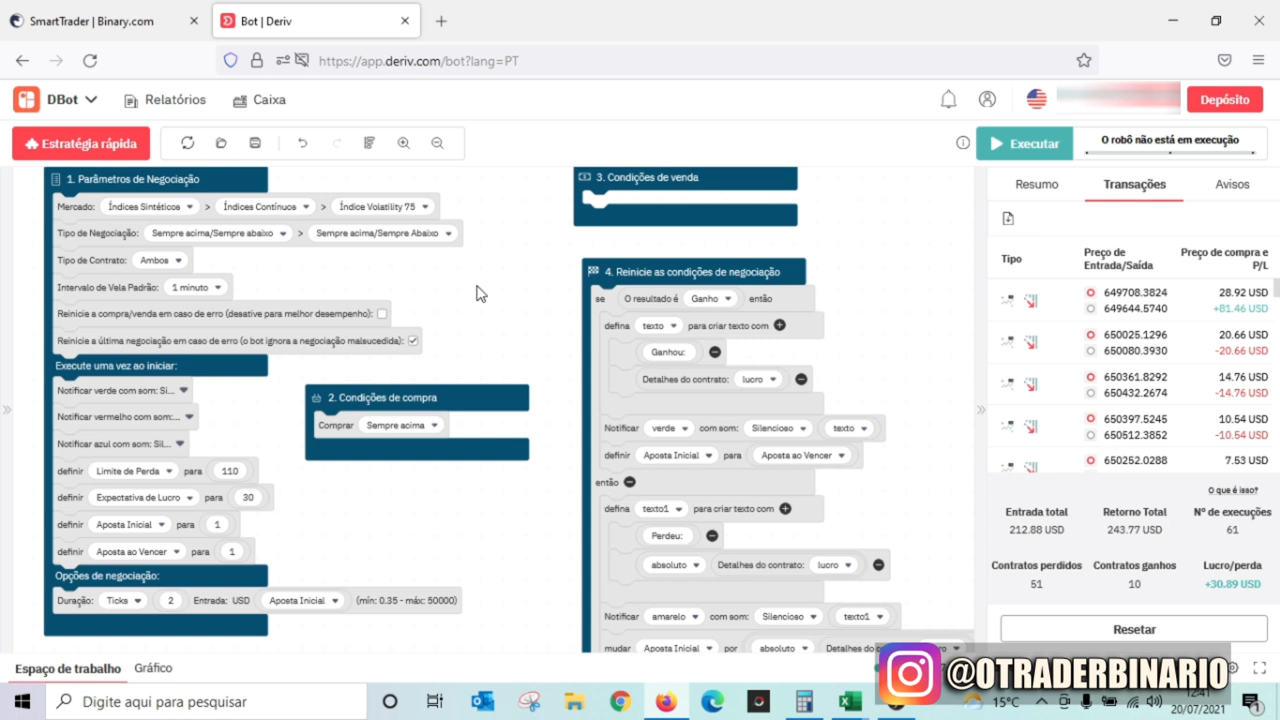 SmartTrader | Binary.com
Bot | Deriv
https://app.deriv.com/bot?lang=PT
DBot
Relatórios
Caixa
Depósito
Estratégia rápida
Executar
O robô não está em execução
1. Parâmetros de Negociação
Mercado: Índices Sintéticos > Índices Contínuos > Índice Volatility 75
Tipo de Negociação: Sempre acima/Sempre abaixo > Sempre acima/Sempre Abaixo
Tipo de Contrato: Ambos
Intervalo de Vela Padrão: 1 minuto
Reinicie a compra/venda em caso de erro (desative para melhor desempenho):
Reinicie a última negociação em caso de erro (o bot ignora a negociação malsucedida):
Execute uma vez ao iniciar:
Notificar verde com som: Si...
Notificar vermelho com som:...
Notificar azul com som: Sil...
definir Limite de Perda para 110
definir Expectativa de Lucro para 30
definir Aposta Inicial para 1
definir Aposta ao Vencer para 1
Opções de negociação:
Duração: Ticks 2 Entrada: USD Aposta Inicial (mín: 0.35 - máx: 50000)
2. Condições de compra
Comprar Sempre acima
3. Condições de venda
4. Reinicie as condições de negociação
se O resultado é Ganho então
defina texto para criar texto com
Ganhou:
Detalhes do contrato: lucro
Notificar verde com som: Silencioso texto
definir Aposta Inicial para Aposta ao Vencer
então
defina texto1 para criar texto com
Perdeu:
absoluto Detalhes do contrato: lucro
Notificar amarelo com som: Silencioso texto1
mudar Aposta Inicial por absoluto
Resumo
Transações
Avisos
Tipo
Preço de Entrada/Saída
Preço de compra e P/L
649708.3824 28.92 USD
649644.5740 +81.46 USD
650025.1296 20.66 USD
650080.3930 -20.66 USD
650361.8292 14.76 USD
650432.2674 -14.76 USD
650397.5245 10.54 USD
650512.3852 -10.54 USD
650252.0288 7.53 USD
O que é isso?
Entrada total Retorno Total Nº de execuções
212.88 USD 243.77 USD 61
Contratos perdidos Contratos ganhos Lucro/perda
51 10 +30.89 USD
Resetar
Espaço de trabalho
Gráfico
@OTRADERBINARIO
Digite aqui para pesquisar
15°C
12:41
20/07/2021
1